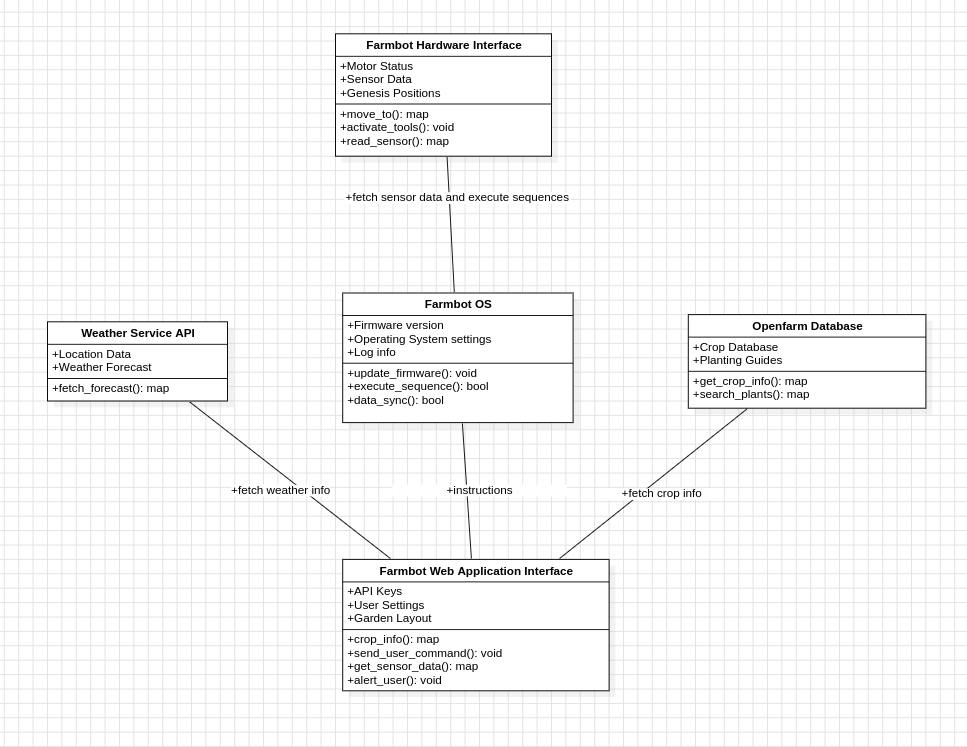 Farmbot Hardware Interface
+Motor Status
+Sensor Data
+Genesis Positions
+move_to(): map
+activate_tools(): void
+read_sensor(): map
+fetch sensor data and execute sequences
Farmbot OS
+Firmware version
+Operating System settings
+Log info
+update_firmware(): void
+execute_sequence(): bool
+data_sync(): bool
Weather Service API
+Location Data
+Weather Forecast
+fetch_forecast(): map
Openfarm Database
+Crop Database
+Planting Guides
+get_crop_info(): map
+search_plants(): map
+fetch weather info
+instructions
+fetch crop info
Farmbot Web Application Interface
+API Keys
+User Settings
+Garden Layout
+crop_info(): map
+send_user_command(): void
+get_sensor_data(): map
+alert_user(): void